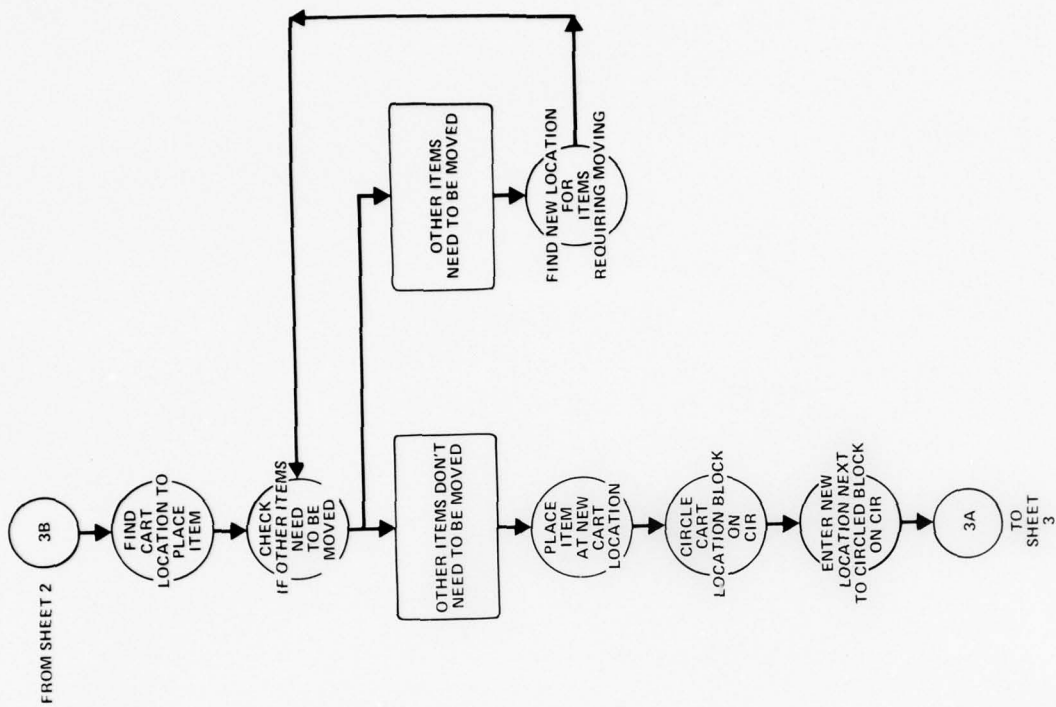 FROM SHEET 2
3B
FIND
CART
LOCATION TO
PLACE
ITEM
CHECK
IF OTHER ITEMS
NEED
TO BE
MOVED
OTHER ITEMS
NEED TO BE MOVED
FIND NEW LOCATION
FOR
ITEMS
REQUIRING MOVING
OTHER ITEMS DON'T
NEED TO BE MOVED
PLACE
ITEM
AT NEW
CART
LOCATION
CIRCLE
CART
LOCATION BLOCK
ON
CIR
ENTER NEW
LOCATION NEXT
TO CIRCLED BLOCK
ON CIR
3A
TO
SHEET
3